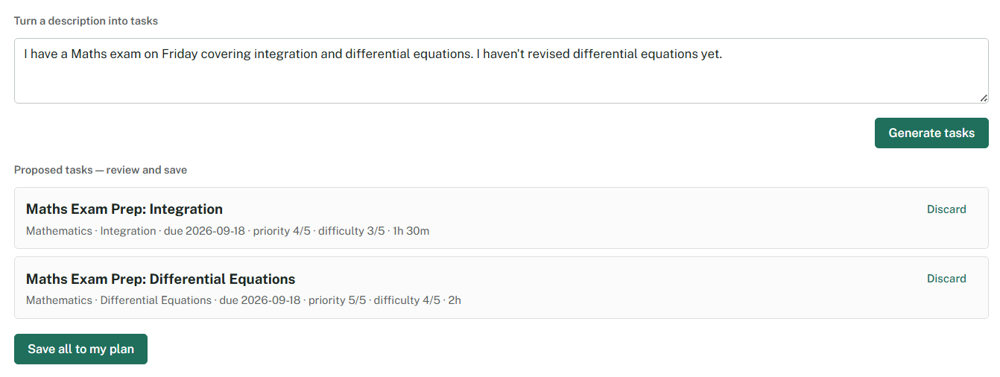 Turn a description into tasks
I have a Maths exam on Friday covering integration and differential equations. I haven't revised differential equations yet.
Generate tasks
Proposed tasks — review and save
Maths Exam Prep: Integration
Discard
Mathematics · Integration · due 2026-09-18 · priority 4/5 · difficulty 3/5 · 1h 30m
Maths Exam Prep: Differential Equations
Discard
Mathematics · Differential Equations · due 2026-09-18 · priority 5/5 · difficulty 4/5 · 2h
Save all to my plan